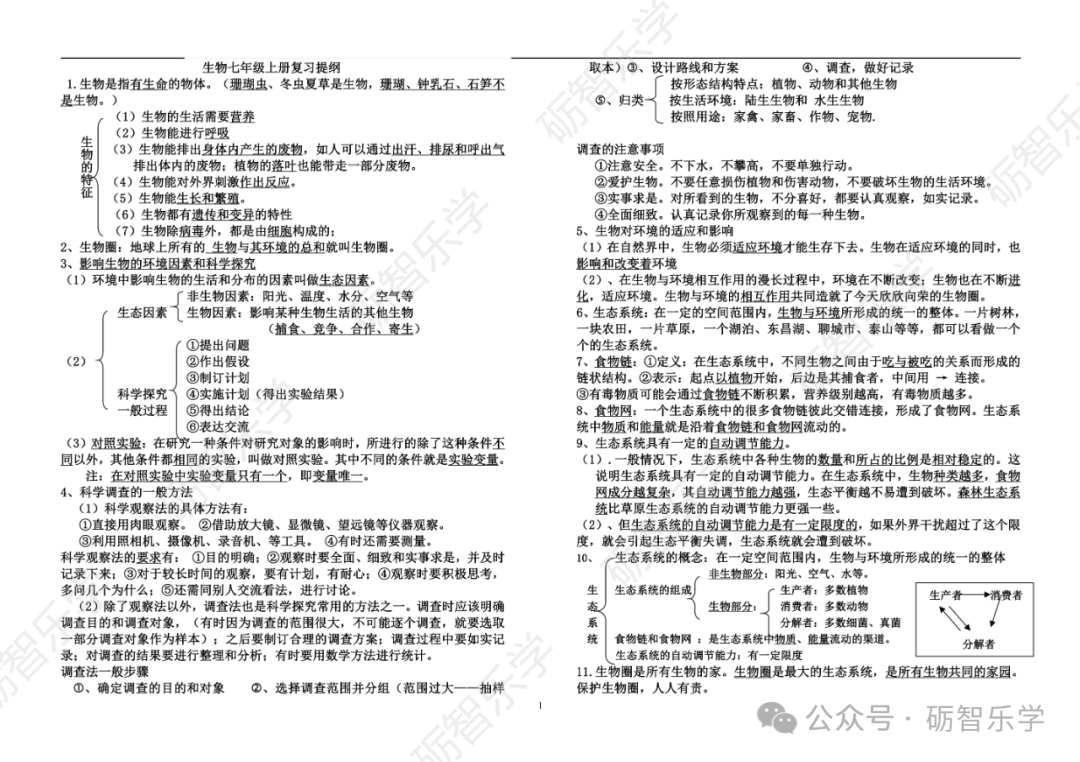 生物七年级上册复习提纲
1.生物是指有生命的物体。（珊瑚虫、冬虫夏草是生物，珊瑚、钟乳石、石笋不
是生物。）
生物的特征
（1）生物的生活需要营养
（2）生物能进行呼吸
（3）生物能排出身体内产生的废物，如人可以通过出汗、排尿和呼出气
排出体内的废物；植物的落叶也能带走一部分废物。
（4）生物能对外界刺激作出反应。
（5）生物能生长和繁殖。
（6）生物都有遗传和变异的特性
（7）生物除病毒外，都是由细胞构成的；
2、生物圈：地球上所有的 生物与其环境的总和就叫生物圈。
3、影响生物的环境因素和科学探究
（1）环境中影响生物的生活和分布的因素叫做生态因素。
非生物因素：阳光、温度、水分、空气等
生态因素
生物因素：影响某种生物生活的其他生物
（捕食、竞争、合作、寄生）
①提出问题
（2）
②作出假设
③制订计划
科学探究
④实施计划（得出实验结果）
一般过程
⑤得出结论
⑥表达交流
（3）对照实验：在研究一种条件对研究对象的影响时，所进行的除了这种条件不
同以外，其他条件都相同的实验，叫做对照实验。其中不同的条件就是实验变量。
注：在对照实验中实验变量只有一个，即变量唯一。
4、科学调查的一般方法
（1）科学观察法的具体方法有：
①直接用肉眼观察。 ②借助放大镜、显微镜、望远镜等仪器观察。
③利用照相机、摄像机、录音机、等工具。 ④有时还需要测量。
科学观察法的要求有： ①目的明确；②观察时要全面、细致和实事求是，并及时
记录下来；③对于较长时间的观察，要有计划，有耐心；④观察时要积极思考，
多问几个为什么；⑤还需同别人交流看法，进行讨论。
（2）除了观察法以外，调查法也是科学探究常用的方法之一。调查时应该明确
调查目的和调查对象，（有时因为调查的范围很大，不可能逐个调查，就要选取
一部分调查对象作为样本）；之后要制订合理的调查方案；调查过程中要如实记
录；对调查的结果要进行整理和分析；有时要用数学方法进行统计。
调查法一般步骤
①、确定调查的目的和对象 ②、选择调查范围并分组（范围过大——抽样
取本）③、设计路线和方案 ④、调查，做好记录
按形态结构特点：植物、动物和其他生物
⑤、归类
按生活环境：陆生生物和 水生生物
按照用途：家禽、家畜、作物、宠物.
调查的注意事项
①注意安全。不下水，不攀高，不要单独行动。
②爱护生物。不要任意损伤植物和伤害动物，不要破坏生物的生活环境。
③实事求是。对所看到的生物，不分喜好，都要认真观察，如实记录。
④全面细致。认真记录你所观察到的每一种生物。
5、生物对环境的适应和影响
（1）在自然界中，生物必须适应环境才能生存下去。生物在适应环境的同时，也
影响和改变着环境
（2）、在生物与环境相互作用的漫长过程中，环境在不断改变；生物也在不断进
化，适应环境。生物与环境的相互作用共同造就了今天欣欣向荣的生物圈。
6、生态系统：在一定的空间范围内，生物与环境所形成的统一的整体。一片树林，
一块农田，一片草原，一个湖泊、东昌湖、聊城市、泰山等等，都可以看做一个
个的生态系统。
7、食物链：①定义：在生态系统中，不同生物之间由于吃与被吃的关系而形成的
链状结构。②表示：起点以植物开始，后边是其捕食者，中间用 → 连接。
③有毒物质可能会通过食物链不断积累，营养级别越高，有毒物质越多。
8、食物网：一个生态系统中的很多食物链彼此交错连接，形成了食物网。生态系
统中物质和能量就是沿着食物链和食物网流动的。
9、生态系统具有一定的自动调节能力。
（1）.一般情况下，生态系统中各种生物的数量和所占的比例是相对稳定的。这
说明生态系统具有一定的自动调节能力。在生态系统中，生物种类越多，食物
网成分越复杂，其自动调节能力越强，生态平衡越不易遭到破坏。森林生态系
统比草原生态系统的自动调节能力更强一些。
（2）、但生态系统的自动调节能力是有一定限度的，如果外界干扰超过了这个限
度，就会引起生态平衡失调，生态系统就会遭到破坏。
10、 生态系统的概念：在一定空间范围内，生物与环境所形成的统一的整体
非生物部分：阳光、空气、水等。
生态系统
生态系统的组成
生产者：多数植物
生物部分：
消费者：多数动物
分解者：多数细菌、真菌
食物链和食物网 ：是生态系统中物质、能量流动的渠道。
生态系统的自动调节能力：有一定限度
生产者 消费者
分解者
11.生物圈是所有生物的家。生物圈是最大的生态系统，是所有生物共同的家园。
保护生物圈，人人有责。
1
公众号 · 砺智乐学
砺智乐学